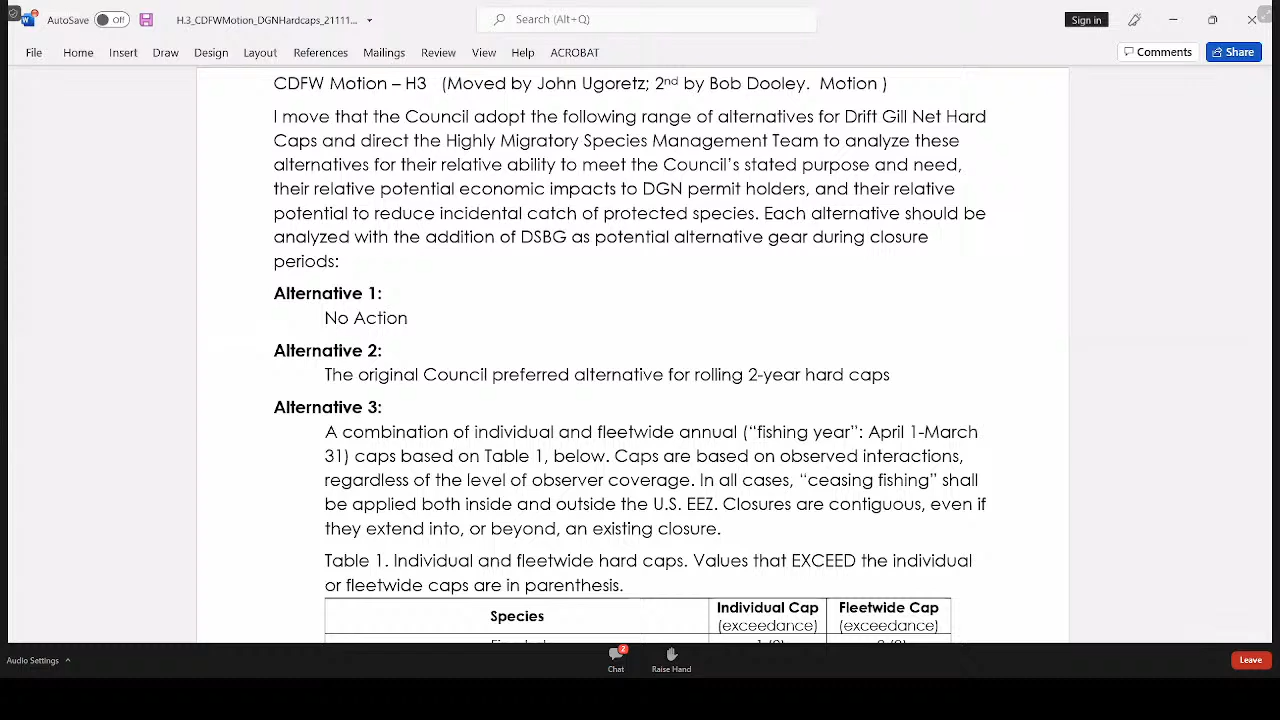 AutoSave Off H.3_CDFWMotion_DGNHardcaps_21111... Search (Alt+Q) Sign in
File Home Insert Draw Design Layout References Mailings Review View Help ACROBAT Comments Share
CDFW Motion – H3 (Moved by John Ugoretz; 2nd by Bob Dooley. Motion )
I move that the Council adopt the following range of alternatives for Drift Gill Net Hard
Caps and direct the Highly Migratory Species Management Team to analyze these
alternatives for their relative ability to meet the Council's stated purpose and need,
their relative potential economic impacts to DGN permit holders, and their relative
potential to reduce incidental catch of protected species. Each alternative should be
analyzed with the addition of DSBG as potential alternative gear during closure
periods:
Alternative 1:
No Action
Alternative 2:
The original Council preferred alternative for rolling 2-year hard caps
Alternative 3:
A combination of individual and fleetwide annual ("fishing year": April 1-March
31) caps based on Table 1, below. Caps are based on observed interactions,
regardless of the level of observer coverage. In all cases, "ceasing fishing" shall
be applied both inside and outside the U.S. EEZ. Closures are contiguous, even if
they extend into, or beyond, an existing closure.
Table 1. Individual and fleetwide hard caps. Values that EXCEED the individual
or fleetwide caps are in parenthesis.
Species Individual Cap (exceedance) Fleetwide Cap (exceedance)
Audio Settings Chat 2 Raise Hand Leave